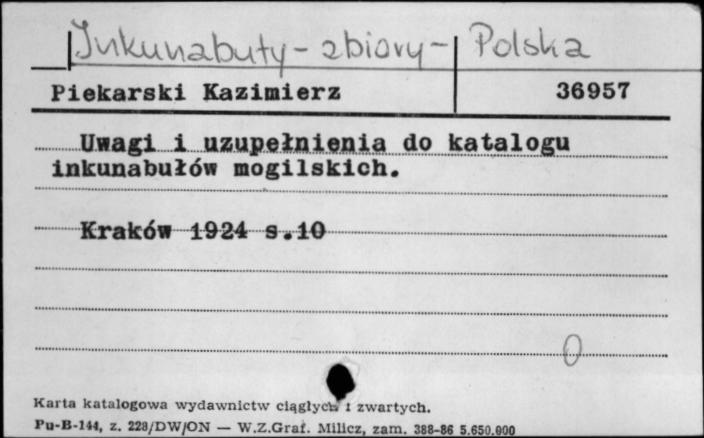 Inkunabuły - zbiory - Polska
Piekarski Kazimierz 36957
Uwagi i uzupełnienia do katalogu
inkunabułów mogilskich.
Kraków 1924 s.10
0
Karta katalogowa wydawnictw ciągłych i zwartych.
Pu-B-144, z. 228/DW/ON — W.Z.Graf. Milicz, zam. 388-86 5.650.000